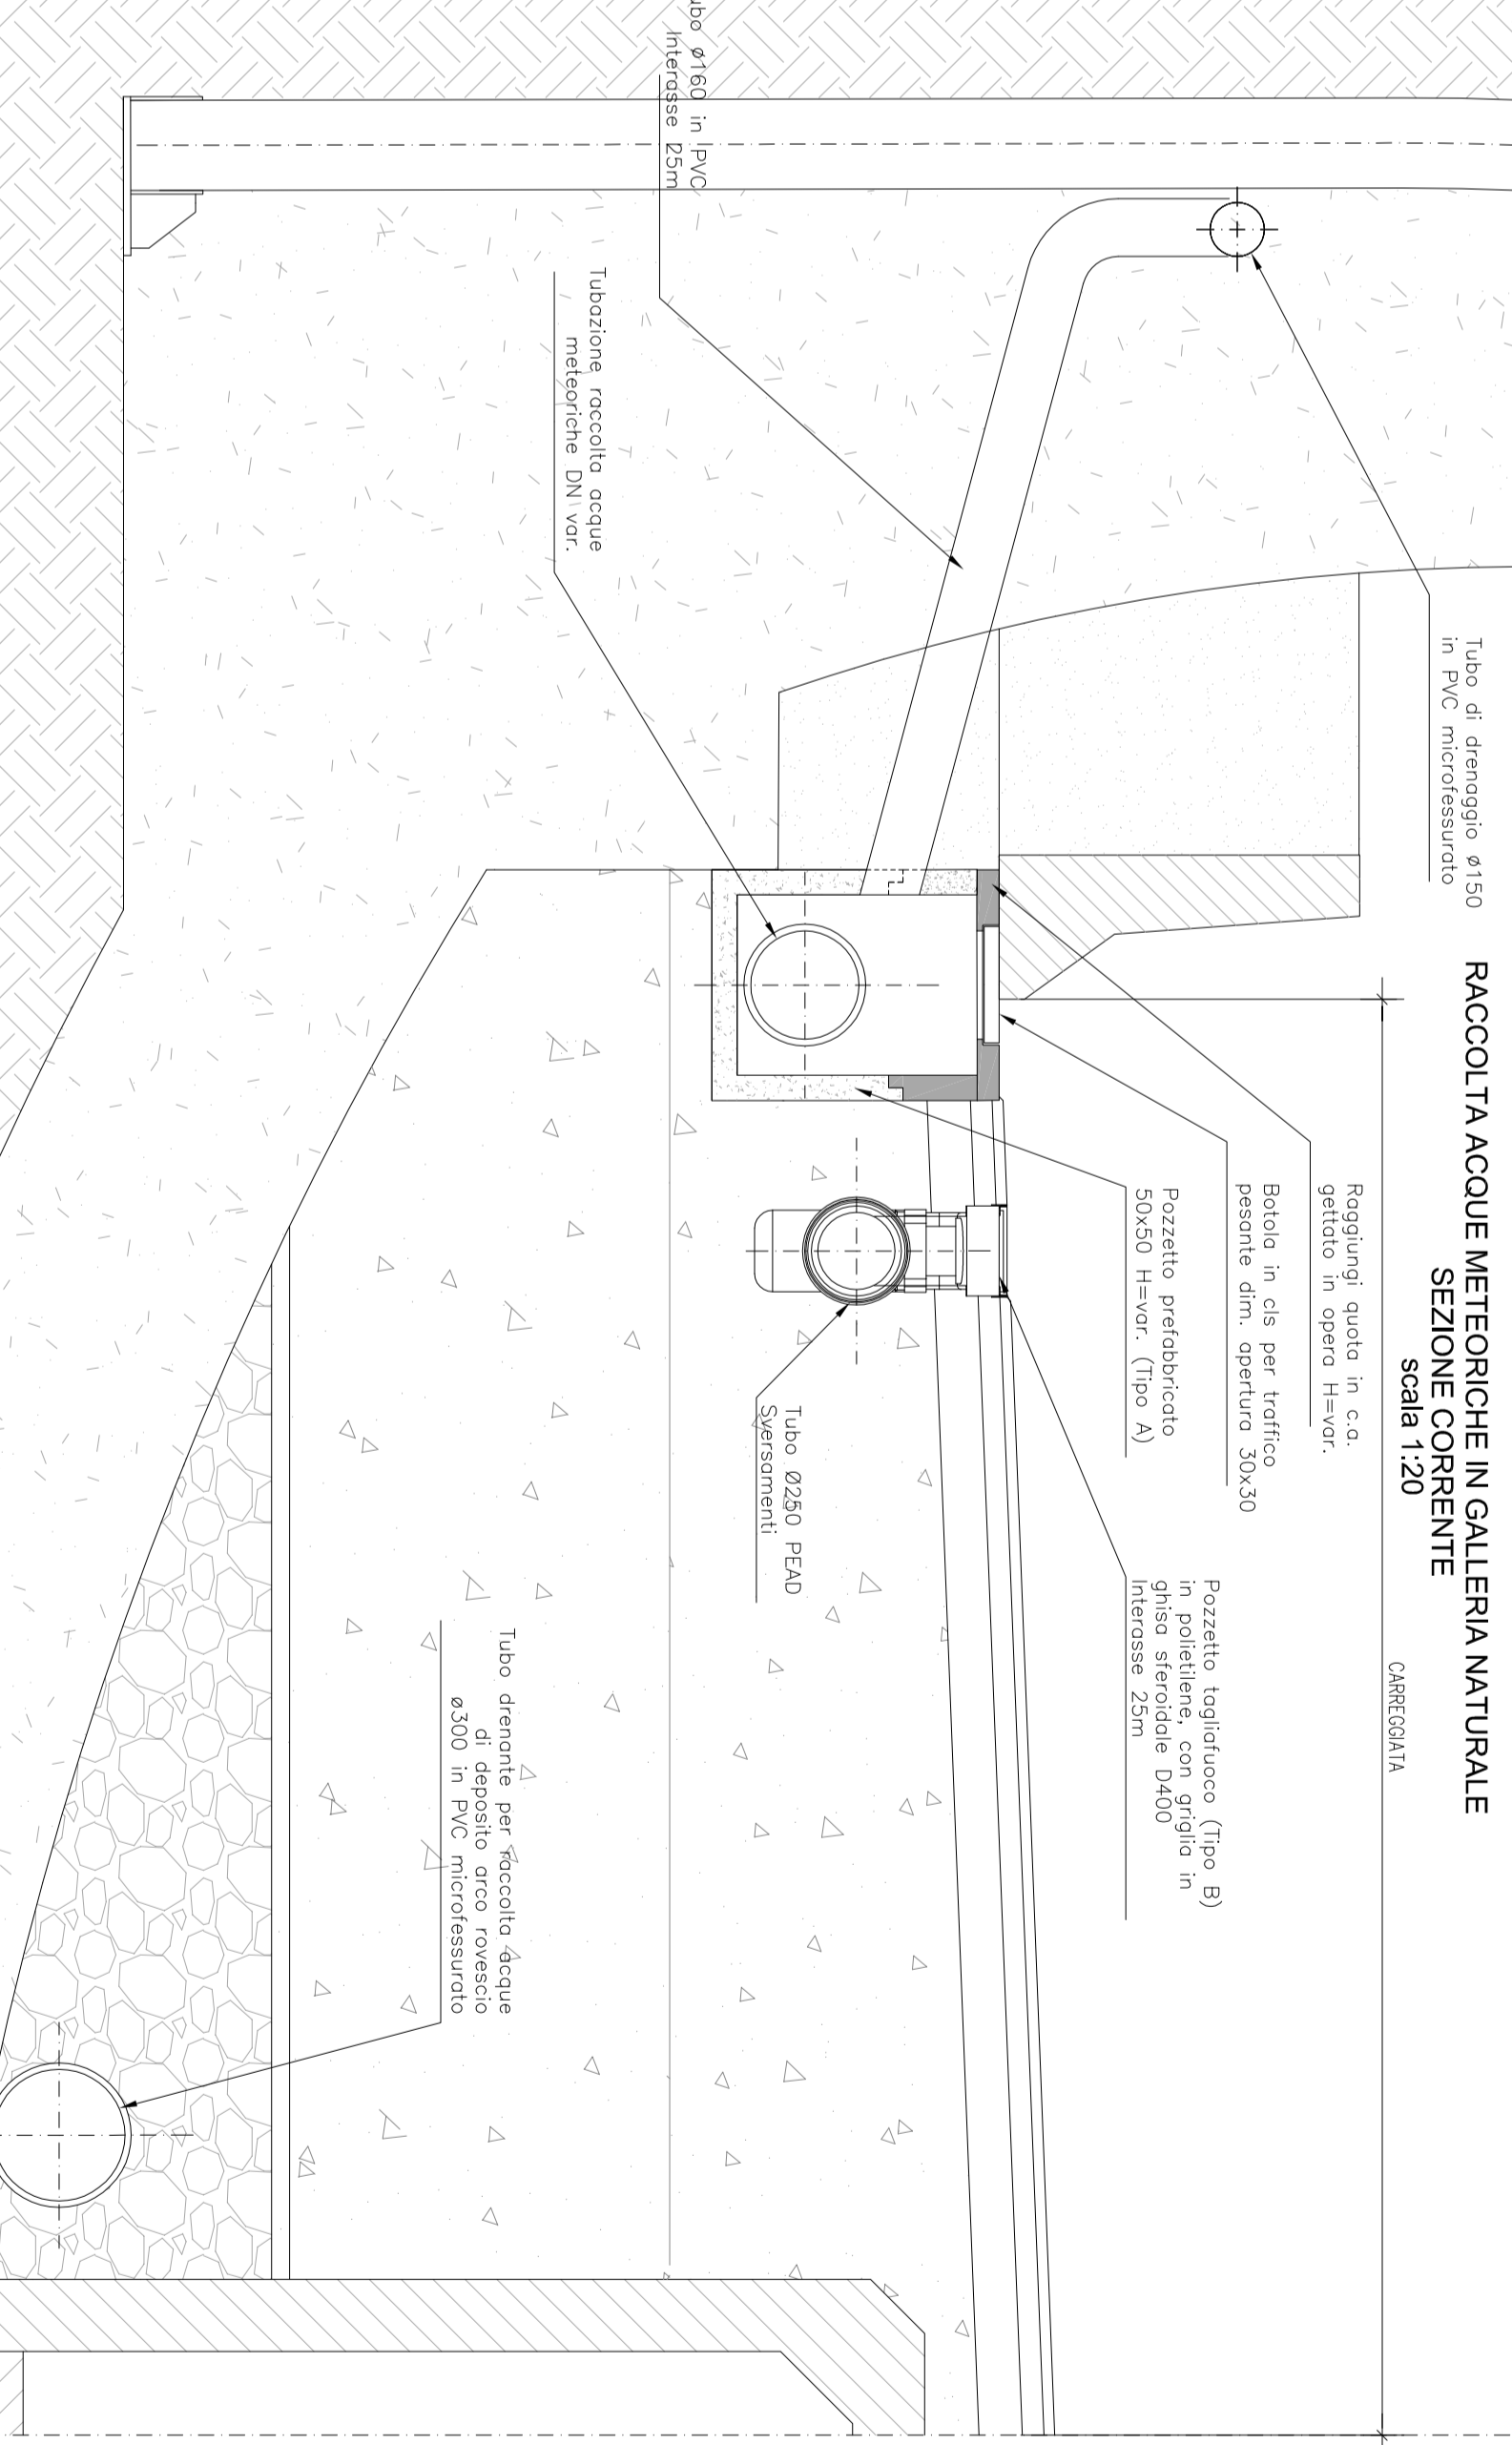 RACCOLTA ACQUE METEORICHE IN GALLERIA NATURALE
SEZIONE CORRENTE
scala 1:20
CARREGGIATA
Tubo di drenaggio Ø150
in PVC microfessurato
Raggiungi quota in c.a.
gettato in opera H=var.
Botola in cls per traffico
pesante dim. apertura 30x30
Pozzetto prefabbricato
50x50 H=var. (Tipo A)
Pozzetto tagliafuoco (Tipo B)
in polietilene, con griglia in
ghisa sferoidale D400
Interasse 25m
ubo Ø160 in PVC
Interasse 25m
Tubazione raccolta acque
meteoriche DN var.
Tubo Ø250 PEAD
Sversamenti
Tubo drenante per raccolta acque
di deposito arco rovescio
ø300 in PVC microfessurato